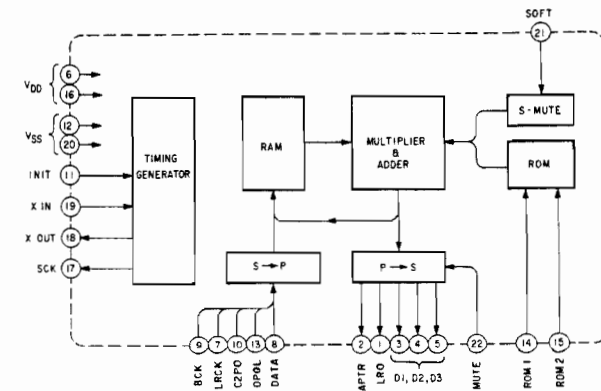 SOFT
21
6
VDD
16
12
VSS
20
INIT 11
X IN 19
X OUT 18
SCK 17
TIMING
GENERATOR
RAM
MULTIPLIER
&
ADDER
S-MUTE
ROM
S→P
P→S
9 7 10 13 8
2 1 3 4 5
22 14 15
BCK
LRCK
C2PO
DPOL
DATA
APTR
LRO
D1, D2, D3
MUTE
ROM 1
ROM 2